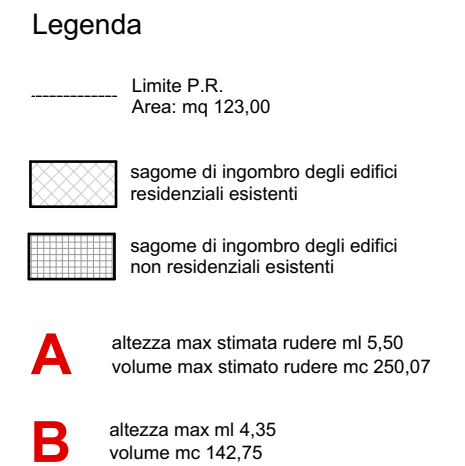 Legenda
Limite P.R.
Area: mq 123,00
sagome di ingombro degli edifici
residenziali esistenti
sagome di ingombro degli edifici
non residenziali esistenti
A
altezza max stimata rudere ml 5,50
volume max stimato rudere mc 250,07
B
altezza max ml 4,35
volume mc 142,75